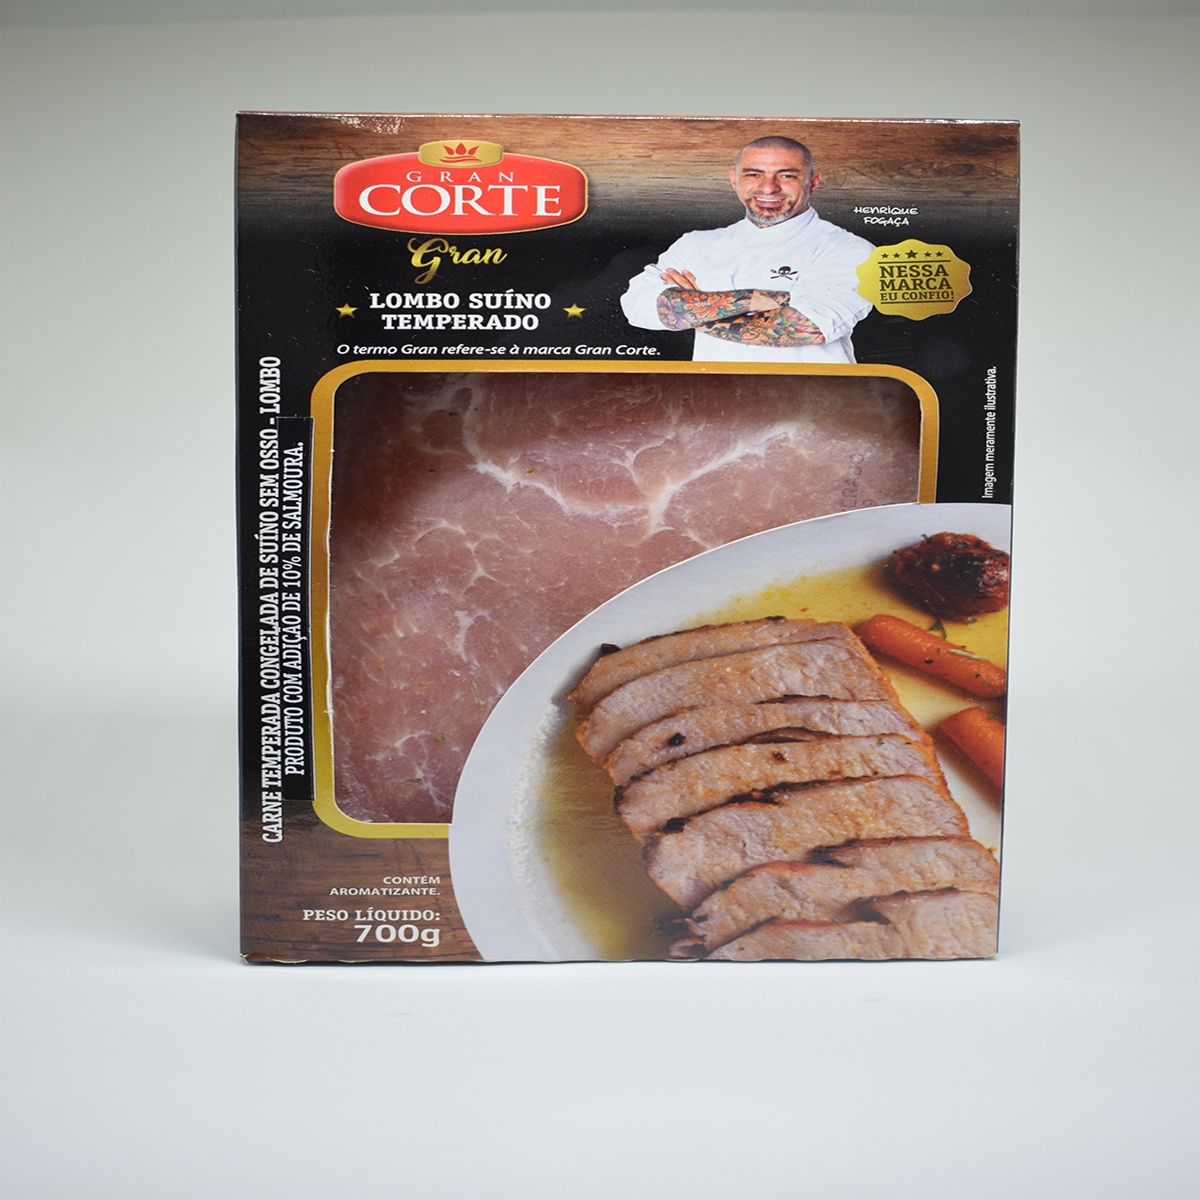 GRAN
CORTE
Gran
LOMBO SUÍNO
TEMPERADO
O termo Gran refere-se à marca Gran Corte.
HENRIQUE
FOGAÇA
NESSA
MARCA
EU CONFIO!
Imagem meramente ilustrativa.
CARNE TEMPERADA CONGELADA DE SUÍNO SEM OSSO - LOMBO
PRODUTO COM ADIÇÃO DE 10% DE SALMOURA.
CONTÉM
AROMATIZANTE.
PESO LÍQUIDO:
700g